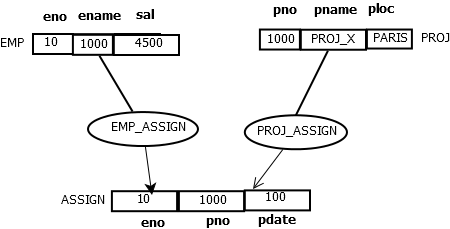 eno ename sal
EMP 10 1000 4500
pno pname ploc
1000 PROJ_X PARIS PROJ
EMP_ASSIGN
PROJ_ASSIGN
ASSIGN 10 1000 100
eno pno pdate